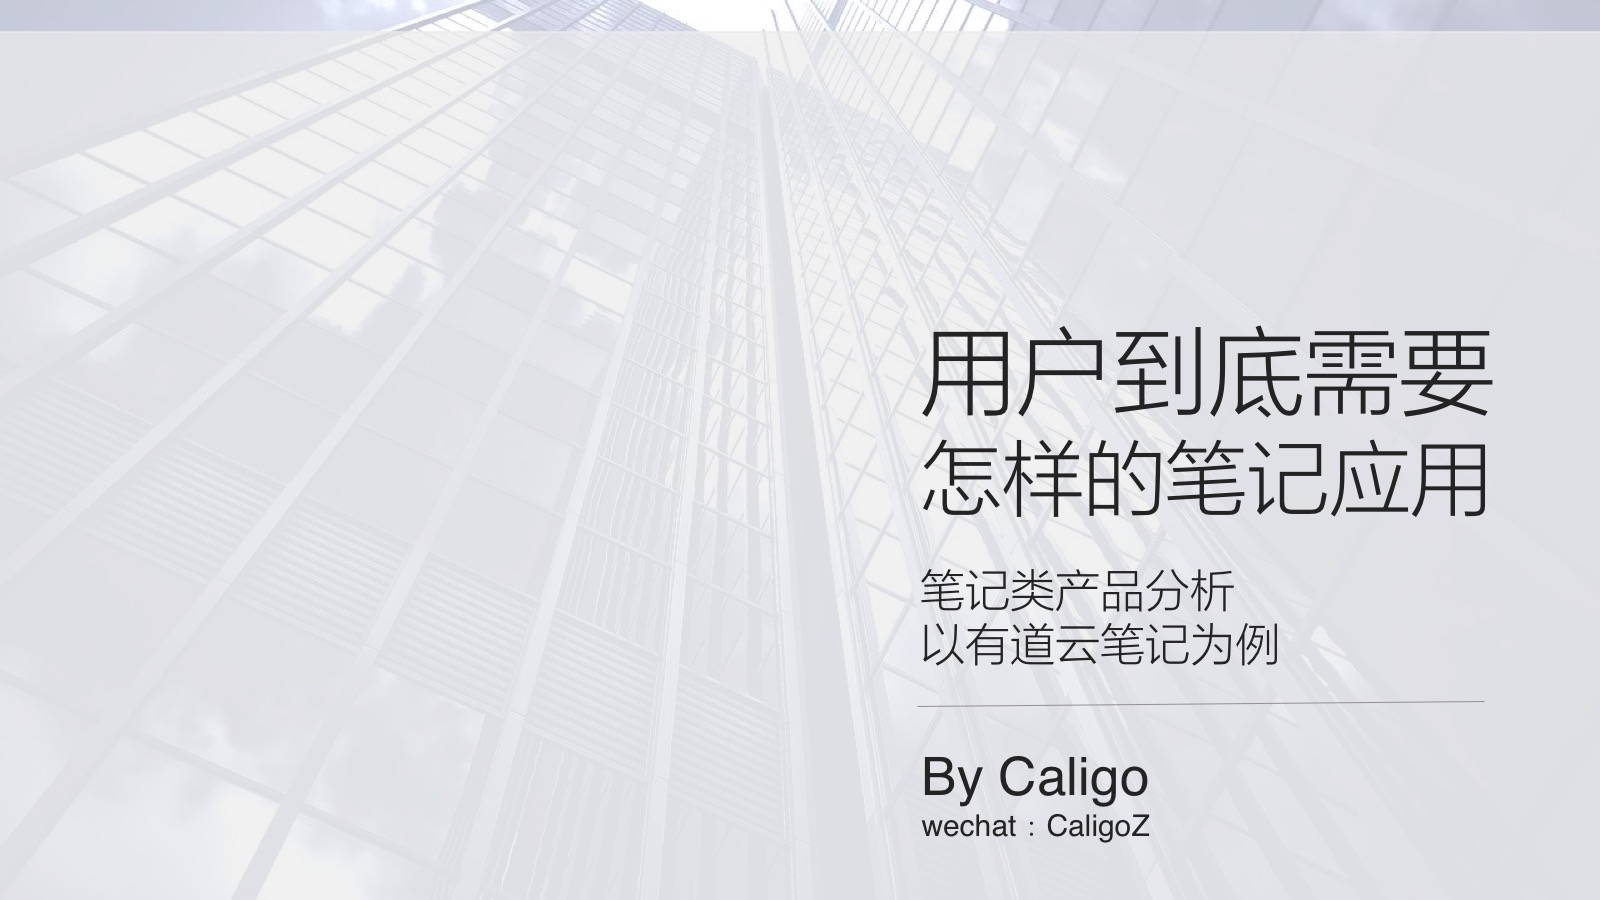 用户到底需要
怎样的笔记应用
笔记类产品分析
以有道云笔记为例
By Caligo
wechat：CaligoZ